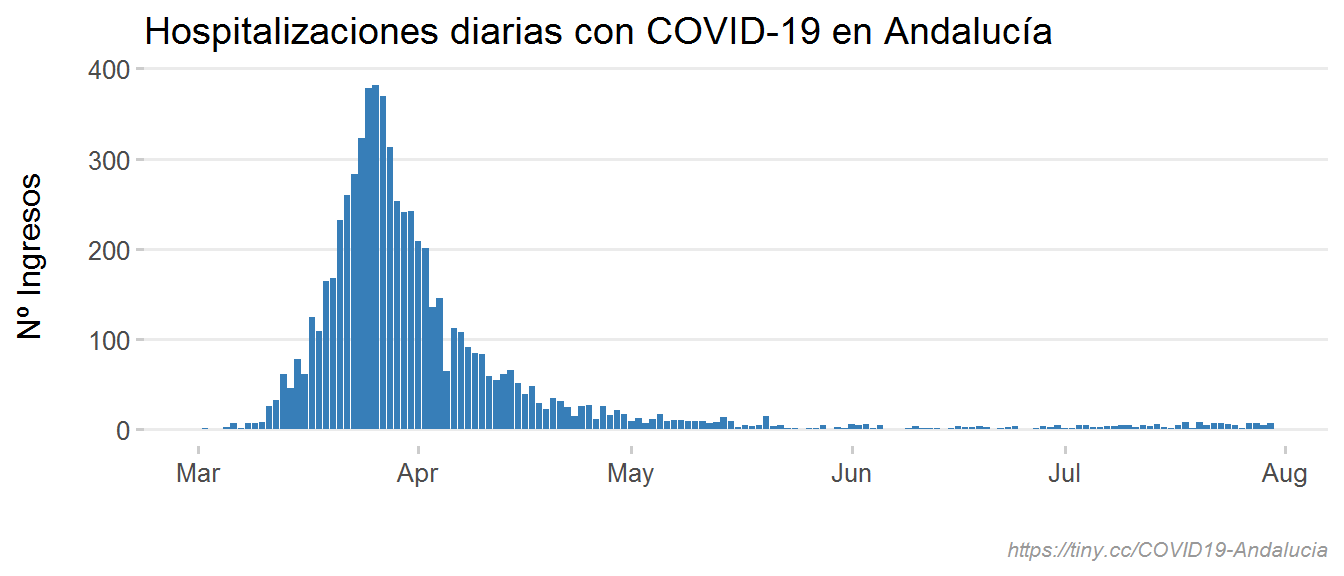 Hospitalizaciones diarias con COVID-19 en Andalucía
400
300
200
100
0
Nº Ingresos
Mar Apr May Jun Jul Aug
https://tiny.cc/COVID19-Andalucia